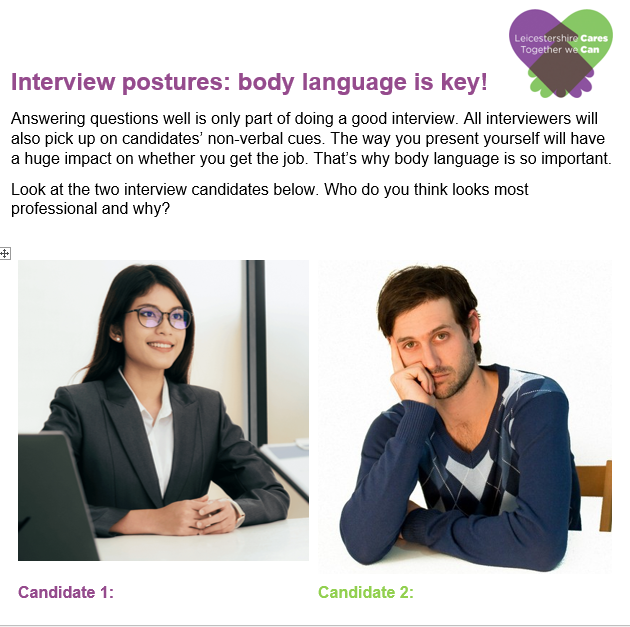 Leicestershire Cares
Together we Can
Interview postures: body language is key!
Answering questions well is only part of doing a good interview. All interviewers will
also pick up on candidates’ non-verbal cues. The way you present yourself will have
a huge impact on whether you get the job. That’s why body language is so important.
Look at the two interview candidates below. Who do you think looks most
professional and why?
Candidate 1:
Candidate 2: